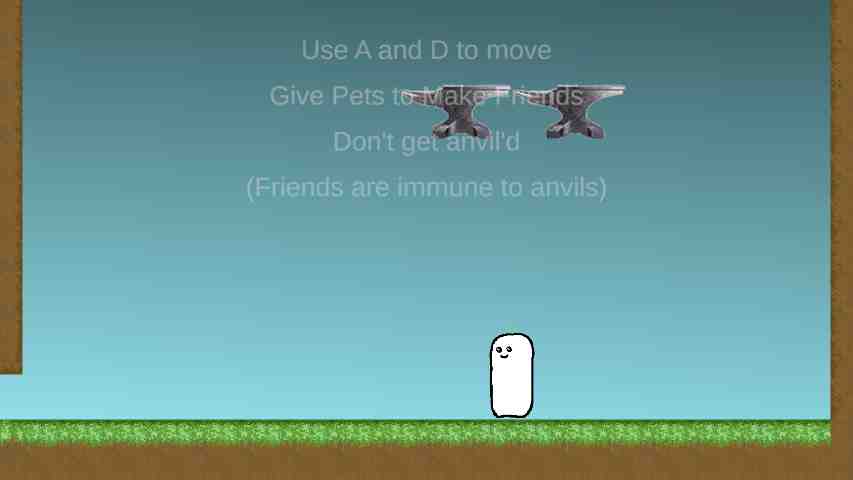 Use A and D to move
Give Pets to Make Friends
Don't get anvil'd
(Friends are immune to anvils)